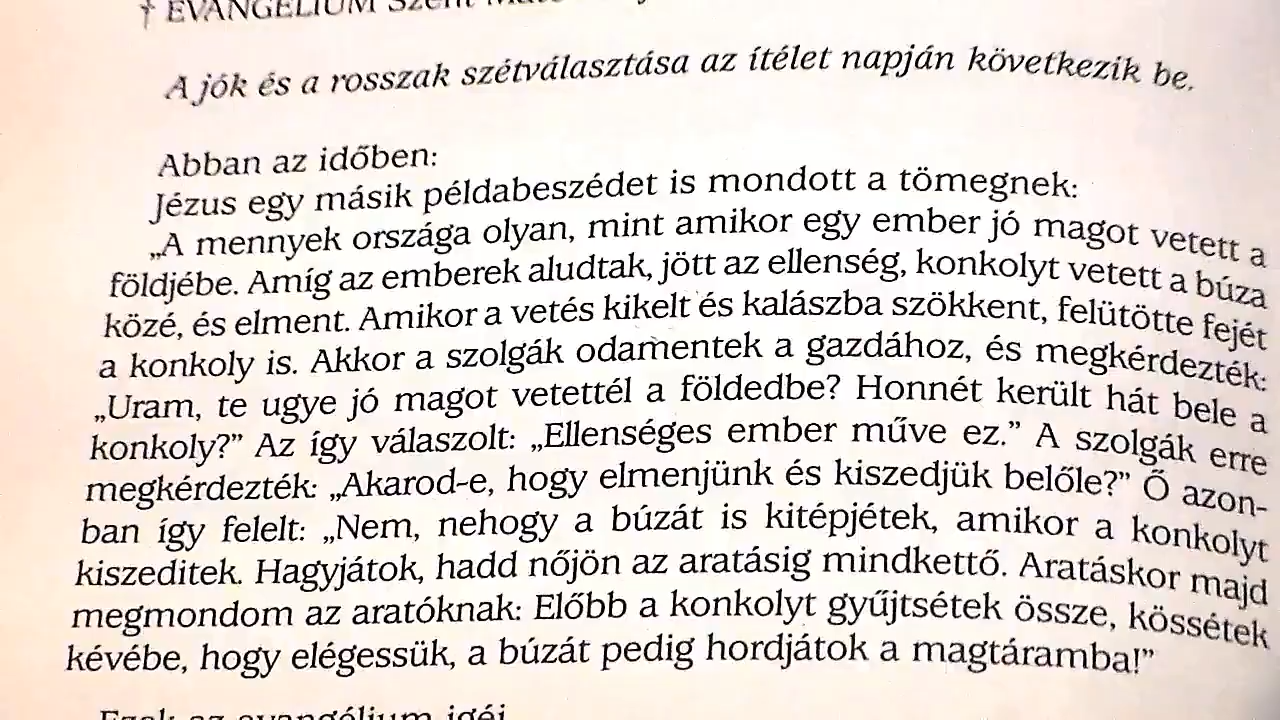 † EVANGÉLIUM Szent
A jók és a rosszak szétválasztása az ítélet napján következik be.
Abban az időben:
Jézus egy másik példabeszédet is mondott a tömegnek:
„A mennyek országa olyan, mint amikor egy ember jó magot vetett a
földjébe. Amíg az emberek aludtak, jött az ellenség, konkolyt vetett a búza
közé, és elment. Amikor a vetés kikelt és kalászba szökkent, felütötte fejét
a konkoly is. Akkor a szolgák odamentek a gazdához, és megkérdezték:
„Uram, te ugye jó magot vetettél a földedbe? Honnét került hát bele a
konkoly?” Az így válaszolt: „Ellenséges ember műve ez.” A szolgák erre
megkérdezték: „Akarod-e, hogy elmenjünk és kiszedjük belőle?” Ő azon-
ban így felelt: „Nem, nehogy a búzát is kitépjétek, amikor a konkolyt
kiszeditek. Hagyjátok, hadd nőjön az aratásig mindkettő. Aratáskor majd
megmondom az aratóknak: Előbb a konkolyt gyűjtsétek össze, kössétek
kévébe, hogy elégessük, a búzát pedig hordjátok a magtáramba!”
Ezek az evangélium igéi